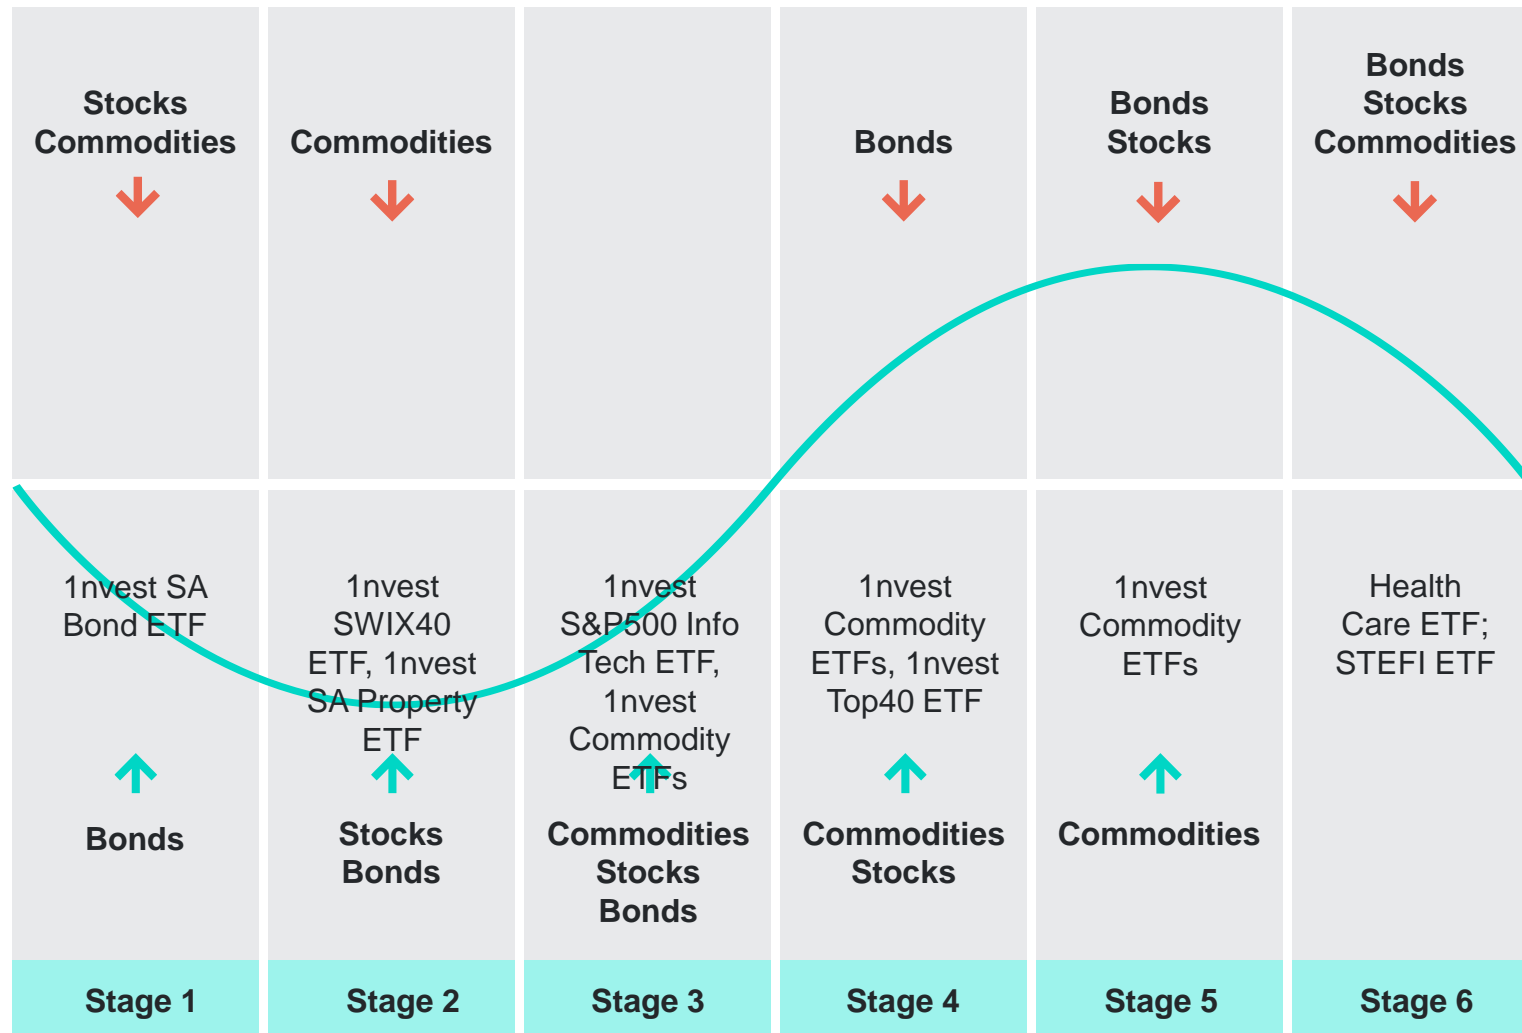 Stocks
Commodities
Commodities
Bonds
Bonds
Stocks
Bonds
Stocks
Commodities
1nvest SA
Bond ETF
1nvest
SWIX40
ETF, 1nvest
SA Property
ETF
1nvest
S&P500 Info
Tech ETF,
1nvest
Commodity
ETFs
1nvest
Commodity
ETFs, 1nvest
Top40 ETF
1nvest
Commodity
ETFs
Health
Care ETF;
STEFI ETF
Bonds
Stocks
Bonds
Commodities
Stocks
Bonds
Commodities
Stocks
Commodities
Stage 1
Stage 2
Stage 3
Stage 4
Stage 5
Stage 6